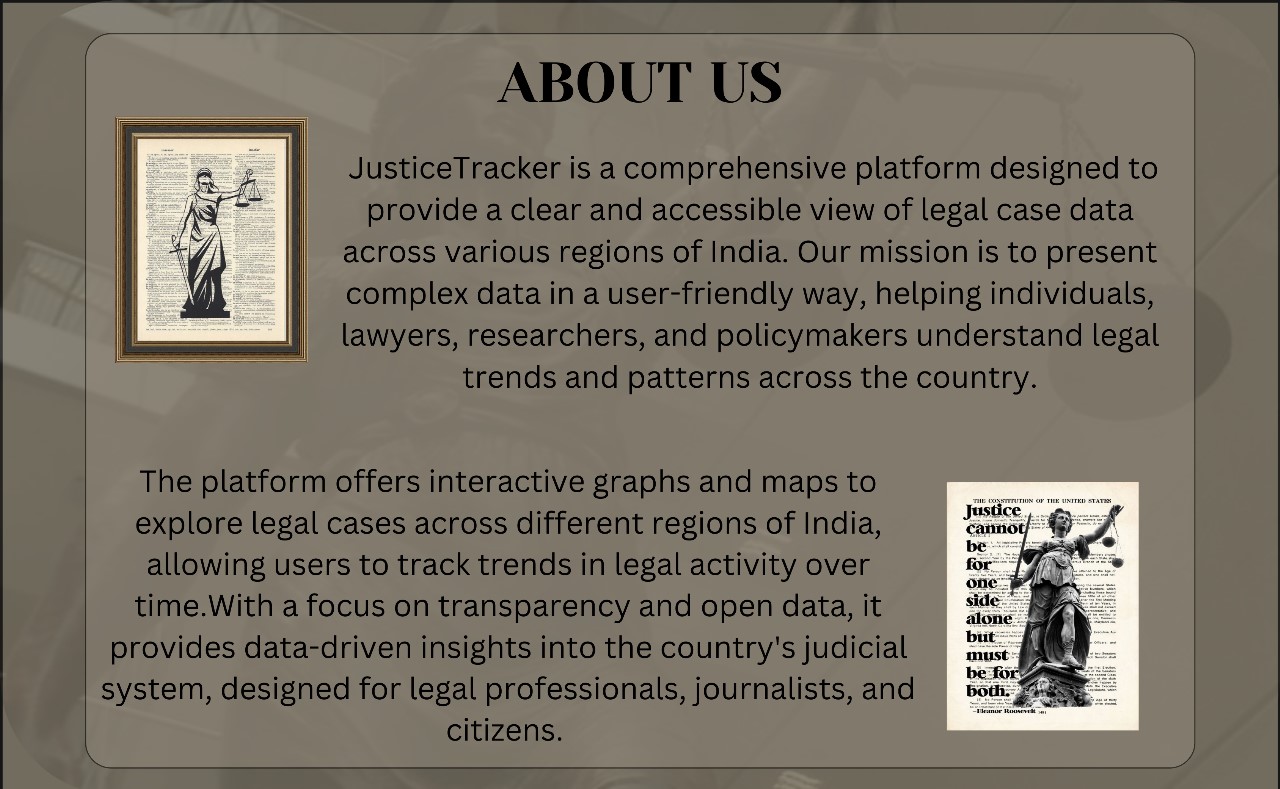 ABOUT US
JusticeTracker is a comprehensive platform designed to
provide a clear and accessible view of legal case data
across various regions of India. Our mission is to present
complex data in a user-friendly way, helping individuals,
lawyers, researchers, and policymakers understand legal
trends and patterns across the country.
The platform offers interactive graphs and maps to
explore legal cases across different regions of India,
allowing users to track trends in legal activity over
time.With a focus on transparency and open data, it
provides data-driven insights into the country's judicial
system, designed for legal professionals, journalists, and
citizens.
THE CONSTITUTION OF THE UNITED STATES
Justice
cannot
be
for
one
side
alone
but
must
be for
both.
—Eleanor Roosevelt